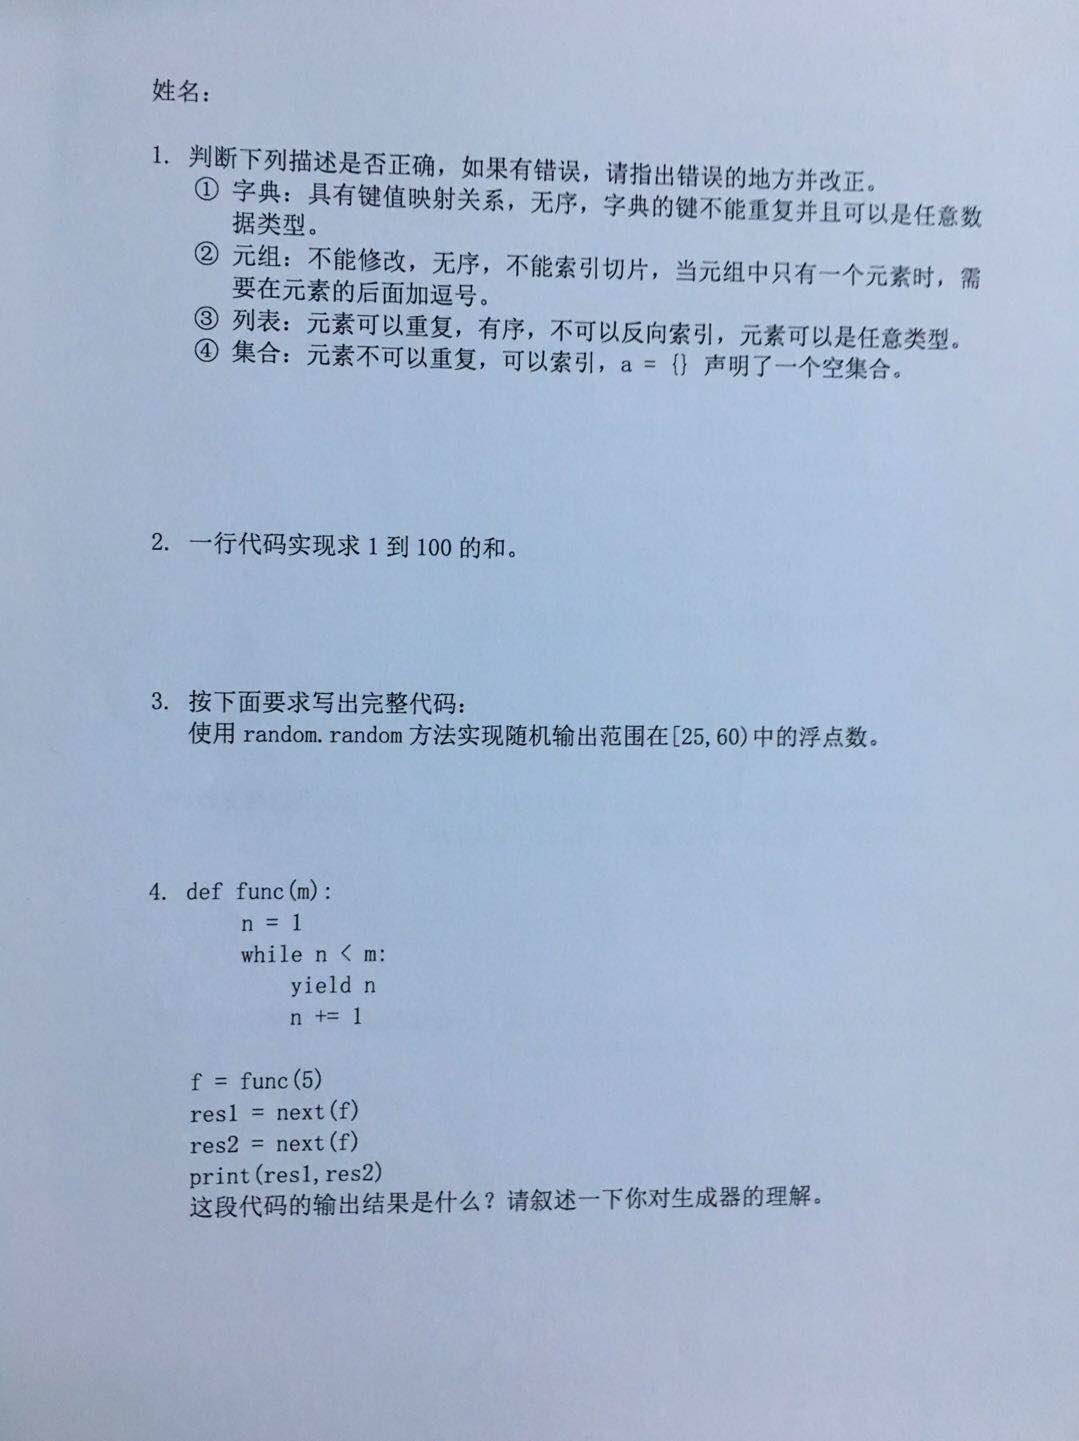 姓名：
1. 判断下列描述是否正确，如果有错误，请指出错误的地方并改正。
① 字典：具有键值映射关系，无序，字典的键不能重复并且可以是任意数
据类型。
② 元组：不能修改，无序，不能索引切片，当元组中只有一个元素时，需
要在元素的后面加逗号。
③ 列表：元素可以重复，有序，不可以反向索引，元素可以是任意类型。
④ 集合：元素不可以重复，可以索引，a = {} 声明了一个空集合。
2. 一行代码实现求 1 到 100 的和。
3. 按下面要求写出完整代码：
使用 random.random 方法实现随机输出范围在[25,60)中的浮点数。
4. def func(m):
n = 1
while n < m:
yield n
n += 1
f = func(5)
res1 = next(f)
res2 = next(f)
print(res1,res2)
这段代码的输出结果是什么？请叙述一下你对生成器的理解。